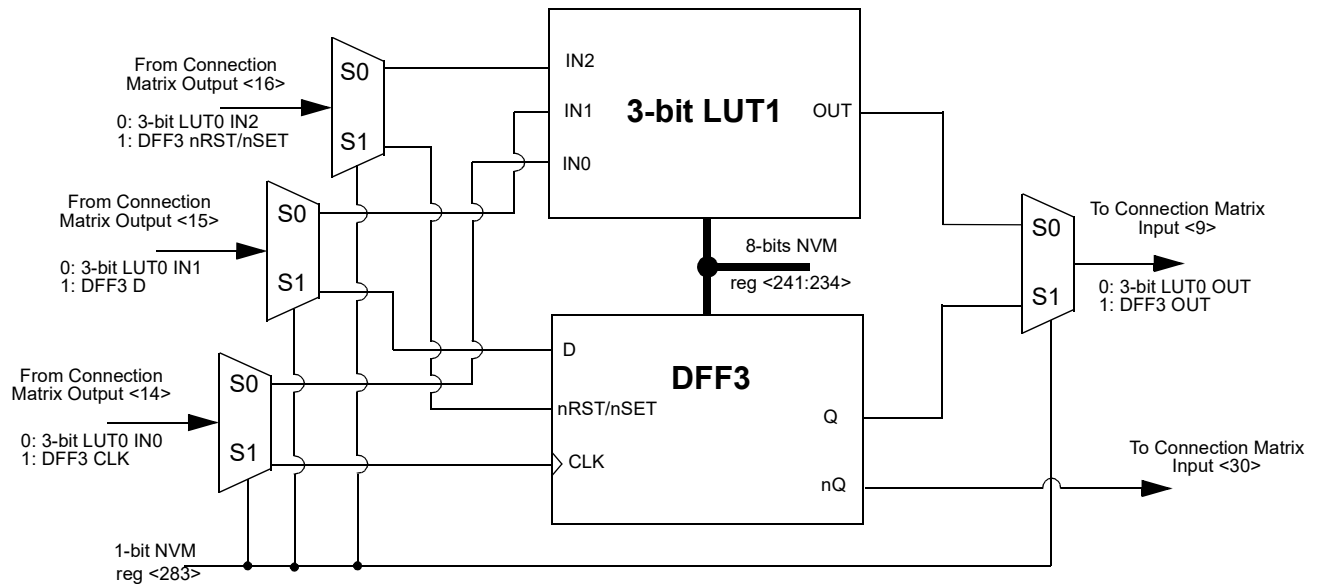 From Connection
Matrix Output <16>
0: 3-bit LUT0 IN2
1: DFF3 nRST/nSET
S0
S1
From Connection
Matrix Output <15>
0: 3-bit LUT0 IN1
1: DFF3 D
S0
S1
From Connection
Matrix Output <14>
0: 3-bit LUT0 IN0
1: DFF3 CLK
S0
S1
1-bit NVM
reg <283>
IN2
IN1
IN0
3-bit LUT1
OUT
8-bits NVM
reg <241:234>
D
nRST/nSET
CLK
DFF3
Q
nQ
S0
S1
To Connection Matrix
Input <9>
0: 3-bit LUT0 OUT
1: DFF3 OUT
To Connection Matrix
Input <30>